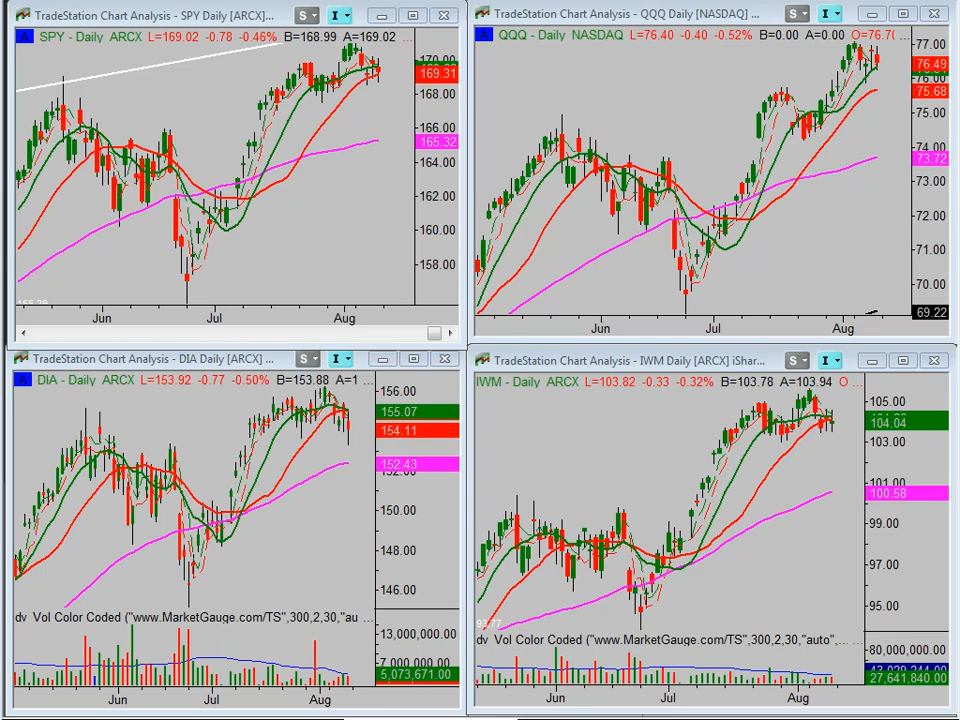 TradeStation Chart Analysis - SPY Daily [ARCX]...
S I
A SPY - Daily ARCX L=169.02 -0.78 -0.46% B=168.99 A=169.02 ...
170.00
169.31
168.00
166.00
165.32
164.00
162.00
160.00
158.00
Jun Jul Aug
TradeStation Chart Analysis - QQQ Daily [NASDAQ] ...
S I
A QQQ - Daily NASDAQ L=76.40 -0.40 -0.52% B=0.00 A=0.00 O=76.70 ...
77.00
76.49
75.68
75.00
74.00
73.72
73.00
72.00
71.00
70.00
69.22
Jun Jul Aug
TradeStation Chart Analysis - DIA Daily [ARCX] ...
S I
A DIA - Daily ARCX L=153.92 -0.77 -0.50% B=153.88 A=1 ...
156.00
155.07
154.11
152.43
152.00
150.00
148.00
146.00
dv Vol Color Coded ("www.MarketGauge.com/TS",300,2,30,"au ...
13,000,000.00
7,000,000.00
5,073,671.00
Jun Jul Aug
TradeStation Chart Analysis - IWM Daily [ARCX] iShar...
S I
IWM - Daily ARCX L=103.82 -0.33 -0.32% B=103.78 A=103.94 O ...
105.00
104.04
103.00
101.00
100.58
99.00
97.00
95.00
93.77
dv Vol Color Coded ("www.MarketGauge.com/TS",300,2,30,"auto",...
80,000,000.00
27,641,840.00
Jun Jul Aug